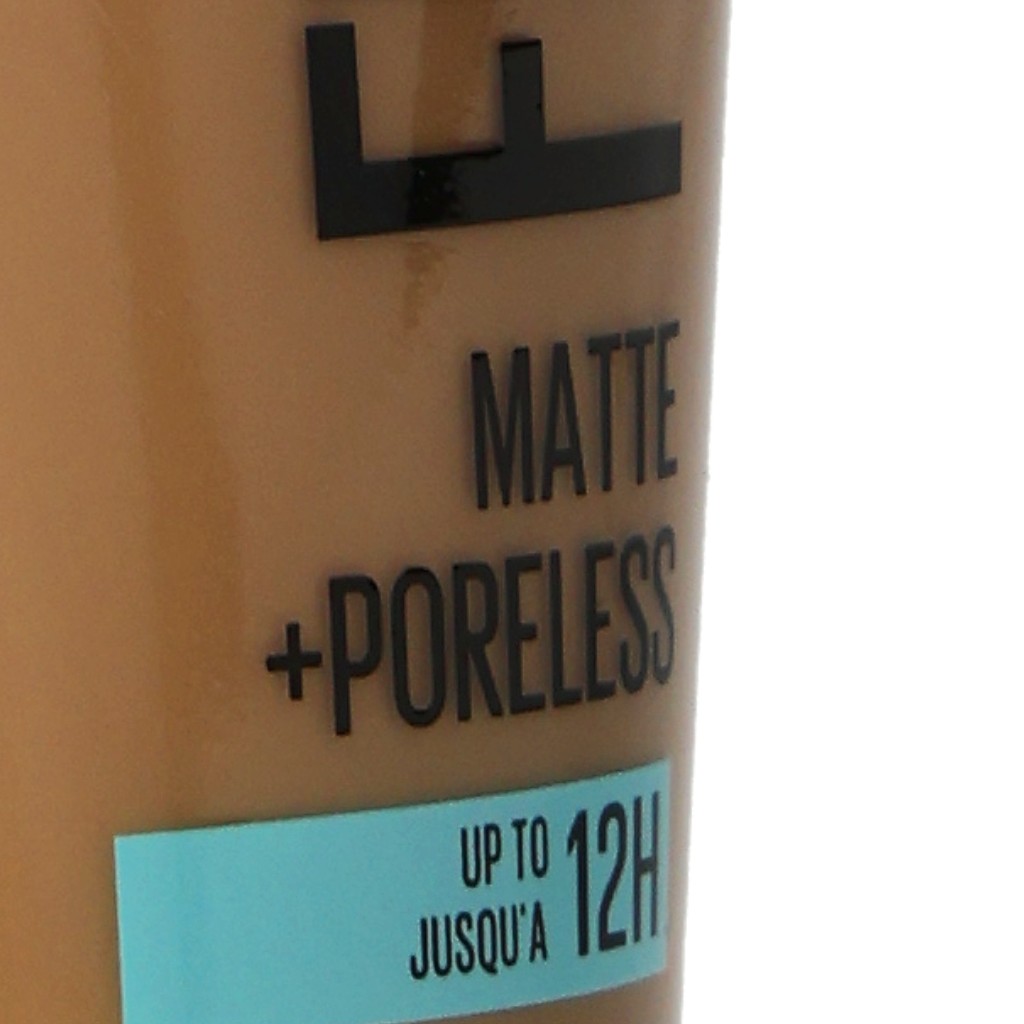 F
MATTE
+PORELESS
UP TO
JUSQU'A
12H